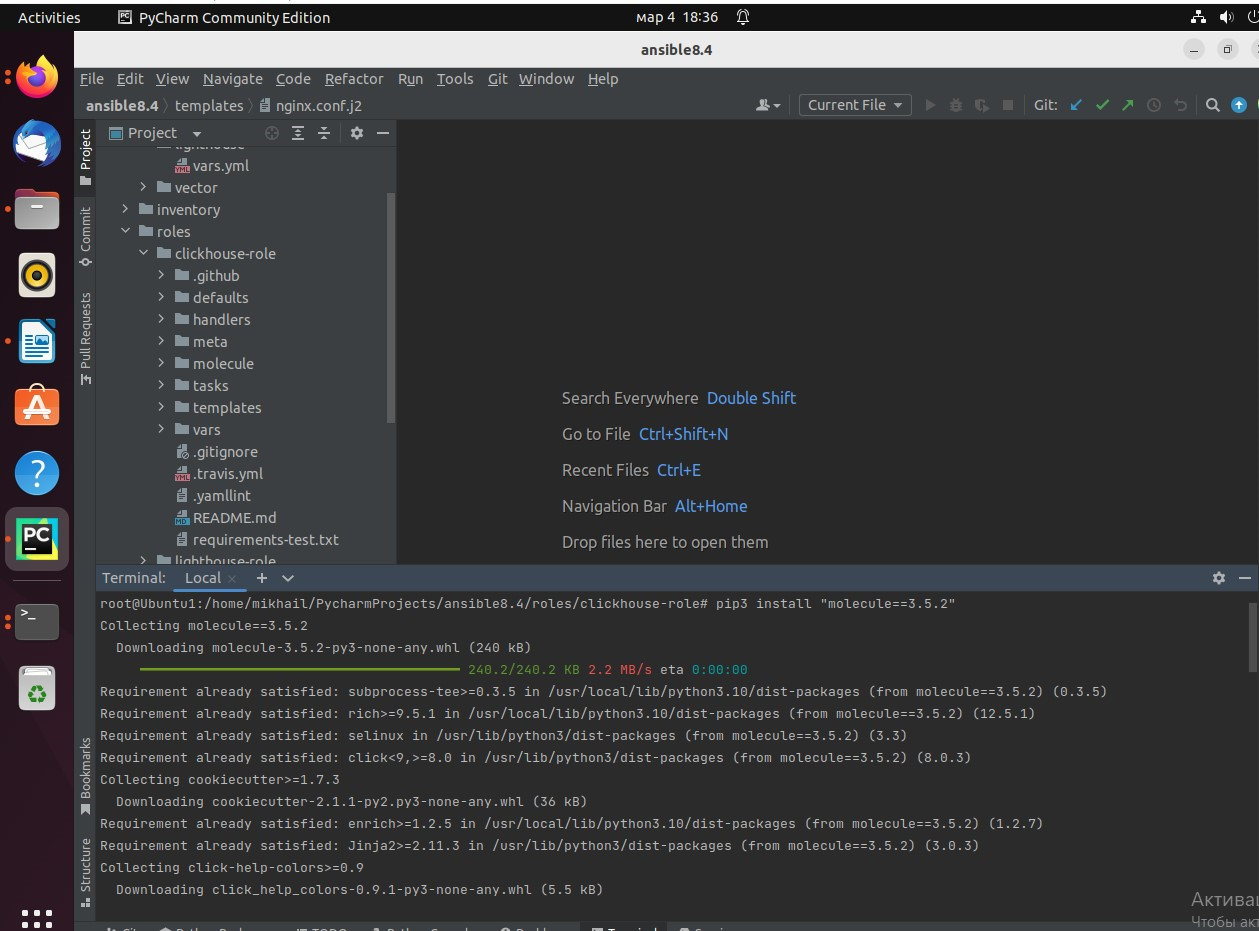 Activities PyCharm Community Edition мар 4 18:36
ansible8.4
File Edit View Navigate Code Refactor Run Tools Git Window Help
ansible8.4 templates nginx.conf.j2 Current File Git:
Project
lighthouse
vars.yml
vector
inventory
roles
clickhouse-role
.github
defaults
handlers
meta
molecule
tasks
templates
vars
.gitignore
.travis.yml
.yamllint
README.md
requirements-test.txt
lighthouse-role
Project
Commit
Pull Requests
Bookmarks
Structure
Search Everywhere Double Shift
Go to File Ctrl+Shift+N
Recent Files Ctrl+E
Navigation Bar Alt+Home
Drop files here to open them
Terminal: Local
root@Ubuntu1:/home/mikhail/PycharmProjects/ansible8.4/roles/clickhouse-role# pip3 install "molecule==3.5.2"
Collecting molecule==3.5.2
Downloading molecule-3.5.2-py3-none-any.whl (240 kB)
240.2/240.2 KB 2.2 MB/s eta 0:00:00
Requirement already satisfied: subprocess-tee>=0.3.5 in /usr/local/lib/python3.10/dist-packages (from molecule==3.5.2) (0.3.5)
Requirement already satisfied: rich>=9.5.1 in /usr/local/lib/python3.10/dist-packages (from molecule==3.5.2) (12.5.1)
Requirement already satisfied: selinux in /usr/lib/python3/dist-packages (from molecule==3.5.2) (3.3)
Requirement already satisfied: click<9,>=8.0 in /usr/lib/python3/dist-packages (from molecule==3.5.2) (8.0.3)
Collecting cookiecutter>=1.7.3
Downloading cookiecutter-2.1.1-py2.py3-none-any.whl (36 kB)
Requirement already satisfied: enrich>=1.2.5 in /usr/local/lib/python3.10/dist-packages (from molecule==3.5.2) (1.2.7)
Requirement already satisfied: Jinja2>=2.11.3 in /usr/lib/python3/dist-packages (from molecule==3.5.2) (3.0.3)
Collecting click-help-colors>=0.9
Downloading click_help_colors-0.9.1-py3-none-any.whl (5.5 kB)